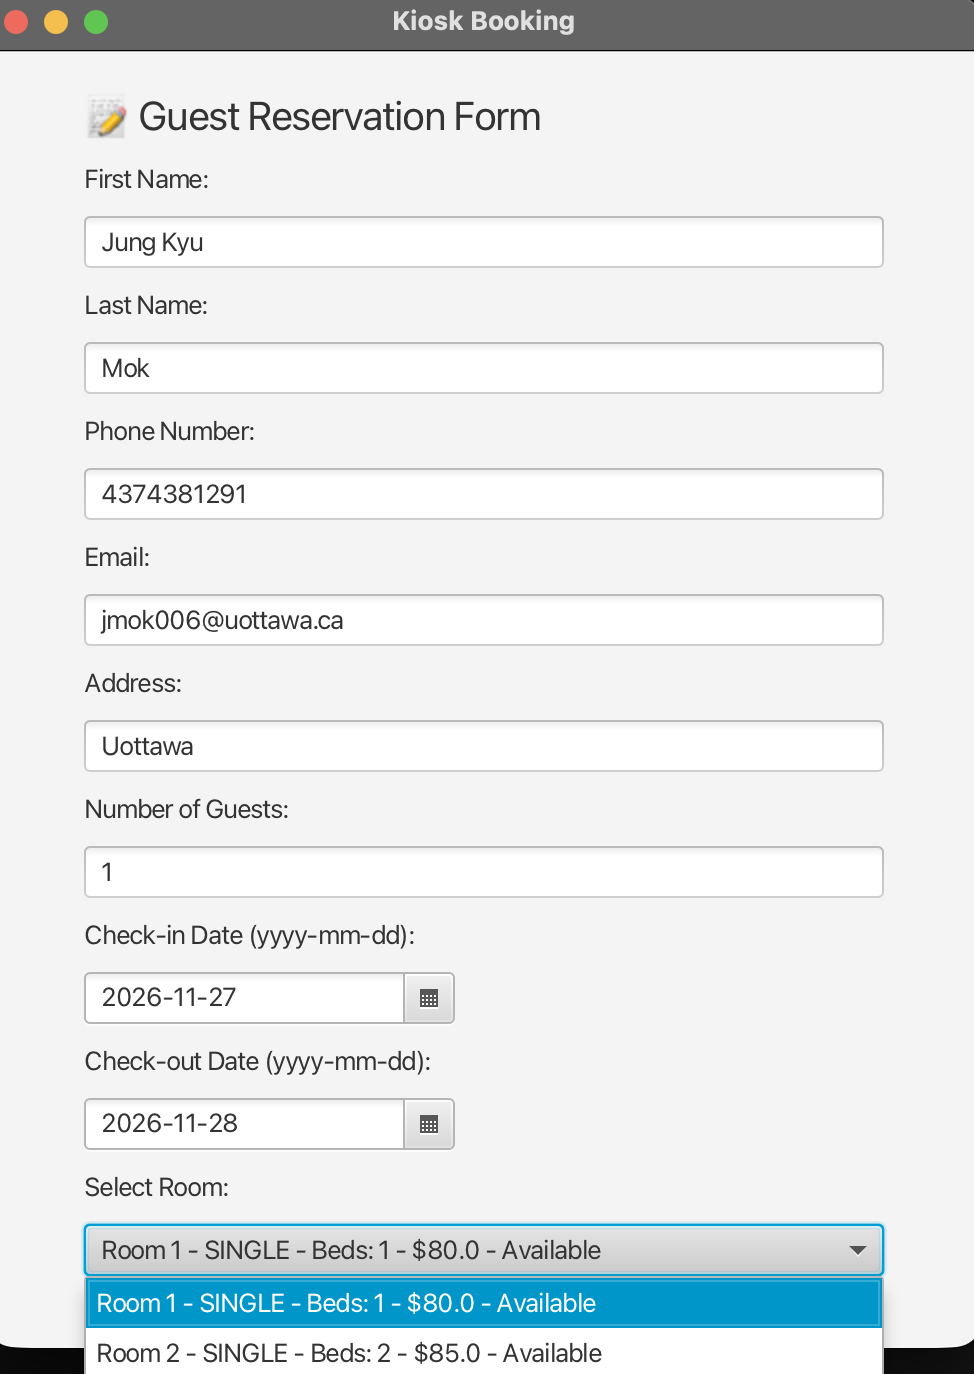 Kiosk Booking
Guest Reservation Form
First Name:
Jung Kyu
Last Name:
Mok
Phone Number:
4374381291
Email:
jmok006@uottawa.ca
Address:
Uottawa
Number of Guests:
1
Check-in Date (yyyy-mm-dd):
2026-11-27
Check-out Date (yyyy-mm-dd):
2026-11-28
Select Room:
Room 1 - SINGLE - Beds: 1 - $80.0 - Available
Room 1 - SINGLE - Beds: 1 - $80.0 - Available
Room 2 - SINGLE - Beds: 2 - $85.0 - Available